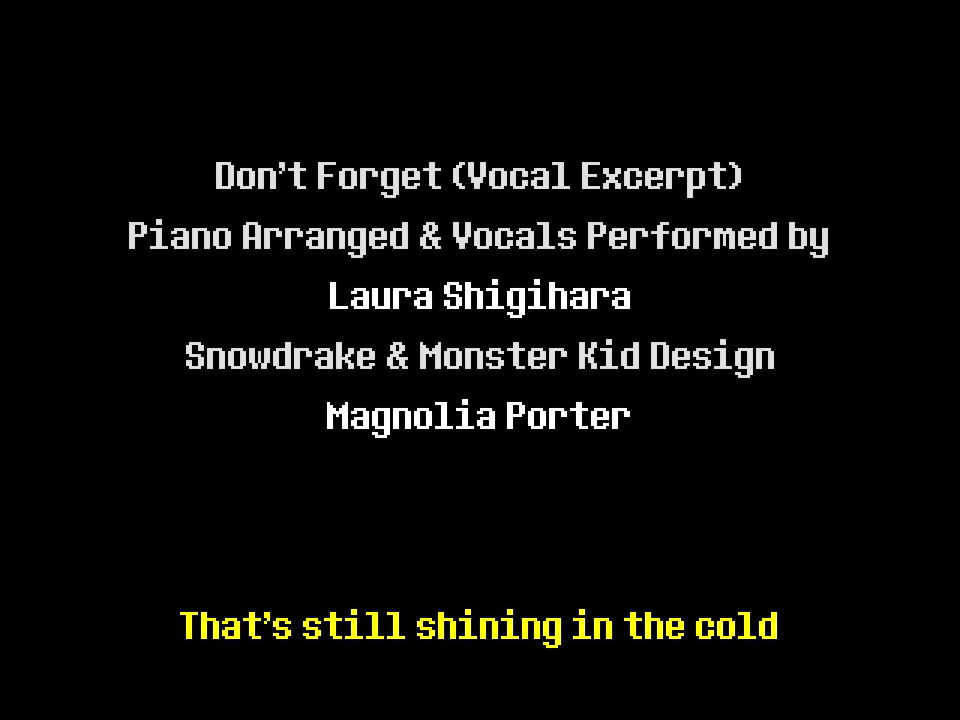 Don't Forget (Vocal Excerpt)
Piano Arranged & Vocals Performed by
Laura Shigihara
Snowdrake & Monster Kid Design
Magnolia Porter
That's still shining in the cold